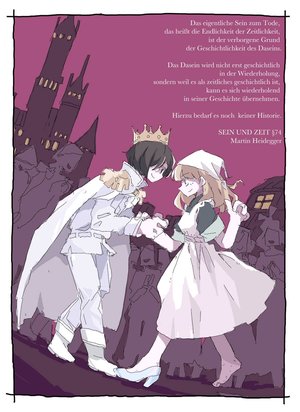 Das eigentliche Sein zum Tode,
das heißt die Endlichkeit der Zeitlichkeit,
ist der verborgene Grund
der Geschichtlichkeit des Daseins.
Das Dasein wird nicht erst geschichtlich
in der Wiederholung,
sondern weil es als zeitliches geschichtlich ist,
kann es sich wiederholend
in seiner Geschichte übernehmen.
Hierzu bedarf es noch keiner Historie.
SEIN UND ZEIT §74
Martin Heidegger